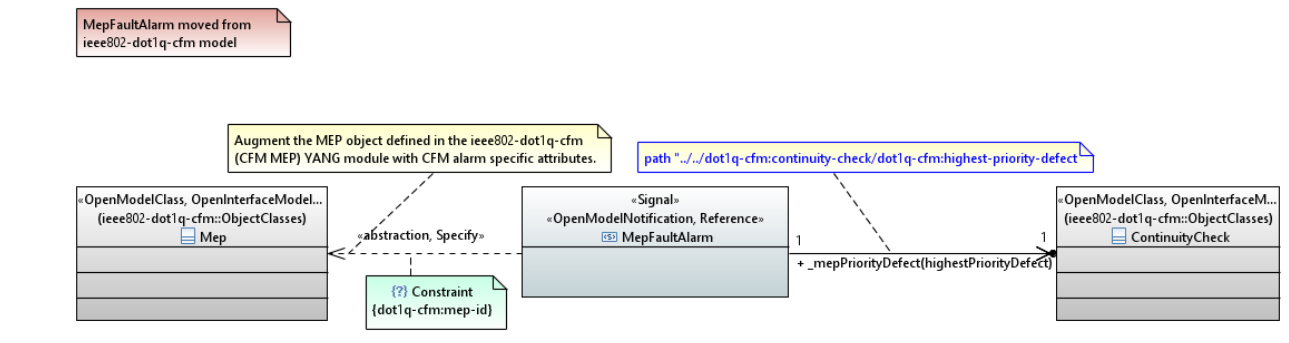 MepFaultAlarm moved from
ieee802-dot1q-cfm model
Augment the MEP object defined in the ieee802-dot1q-cfm
(CFM MEP) YANG module with CFM alarm specific attributes.
path "../../dot1q-cfm:continuity-check/dot1q-cfm:highest-priority-defect
«OpenModelClass, OpenInterfaceModel...
(ieee802-dot1q-cfm::ObjectClasses)
Mep
«abstraction, Specify»
{?} Constraint
{dot1q-cfm:mep-id}
«Signal»
«OpenModelNotification, Reference»
«S» MepFaultAlarm
1
1
+ _mepPriorityDefect(highestPriorityDefect)
«OpenModelClass, OpenInterfaceM...
(ieee802-dot1q-cfm::ObjectClasses)
ContinuityCheck